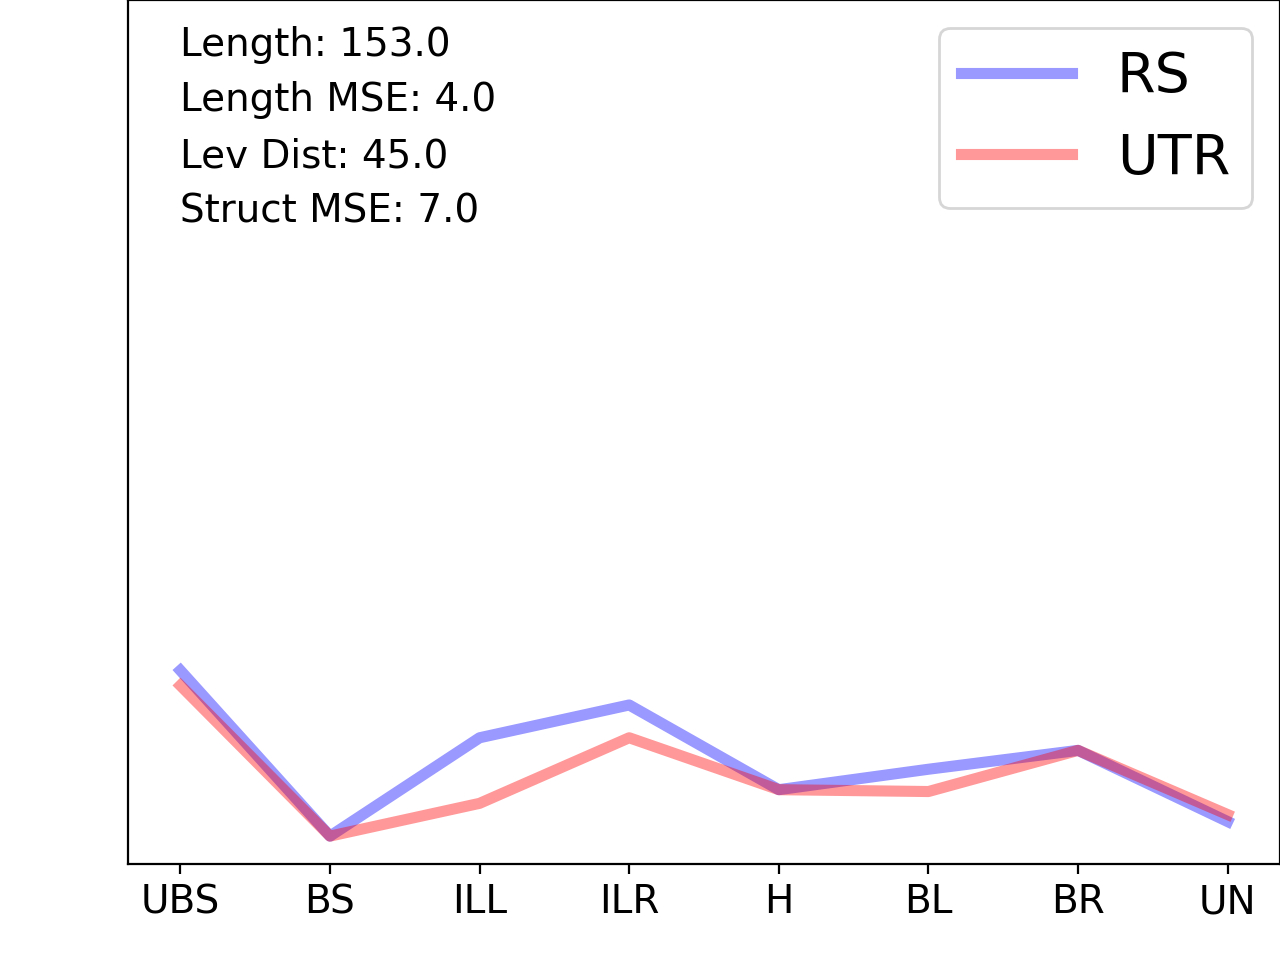 Length: 153.0
Length MSE: 4.0
Lev Dist: 45.0
Struct MSE: 7.0
RS
UTR
UBS BS ILL ILR H BL BR UN